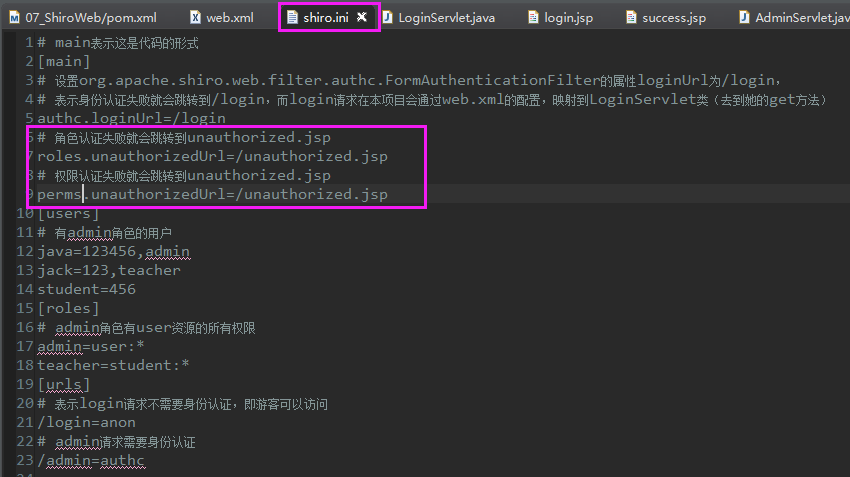 07_ShiroWeb/pom.xml web.xml shiro.ini LoginServlet.java login.jsp success.jsp AdminServlet.jav
1 # main表示这是代码的形式
2 [main]
3 # 设置org.apache.shiro.web.filter.authc.FormAuthenticationFilter的属性loginUrl为/login,
4 # 表示身份认证失败就会跳转到/login, 而login请求在本项目会通过web.xml的配置, 映射到LoginServlet类 (去到她的get方法)
5 authc.loginUrl=/login
6 # 角色认证失败就会跳转到unauthorized.jsp
7 roles.unauthorizedUrl=/unauthorized.jsp
8 # 权限认证失败就会跳转到unauthorized.jsp
9 perms.unauthorizedUrl=/unauthorized.jsp
10 [users]
11 # 有admin角色的用户
12 java=123456,admin
13 jack=123,teacher
14 student=456
15 [roles]
16 # admin角色有user资源的所有权限
17 admin=user:*
18 teacher=student:*
19 [urls]
20 # 表示login请求不需要身份认证, 即游客可以访问
21 /login=anon
22 # admin请求需要身份认证
23 /admin=authc